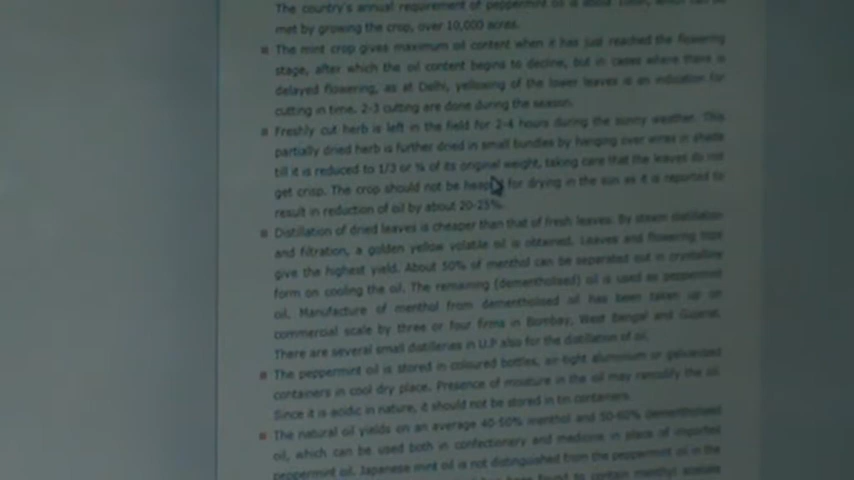 The country's annual requirement of peppermint oil is about
met by growing the crop, over 10,000 acres.
The mint crop gives maximum oil content when it has just reached the flowering
stage, after which the oil content begins to decline, but in cases where there is
delayed flowering, as at Delhi, yellowing of the lower leaves is an indication for
cutting in time. 2-3 cutting are done during the season.
Freshly cut herb is left in the field for 2-4 hours during the sunny weather. This
partially dried herb is further dried in small bundles by hanging over wires in shade
till it is reduced to 1/3 or ¼ of its original weight, taking care that the leaves do not
get crisp. The crop should not be heap for drying in the sun as it is reported to
result in reduction of oil by about 20-25%.
Distillation of dried leaves is cheaper than that of fresh leaves. By steam distillation
and filtration, a golden yellow volatile oil is obtained. Leaves and flowering tops
give the highest yield. About 50% of menthol can be separated out in crystalline
form on cooling the oil. The remaining (dementholised) oil is used as peppermint
oil. Manufacture of menthol from dementholised oil has been taken up on
commercial scale by three or four firms in Bombay, West Bengal and Gujarat.
There are several small distilleries in U.P also for the distillation of oil.
The peppermint oil is stored in coloured bottles, air-tight aluminium or galvanised
containers in cool dry place. Presence of moisture in the oil may rancidify the oil.
Since it is acidic in nature, it should not be stored in tin containers.
The natural oil yields on an average 40-50% menthol and 50-60% dementholised
oil, which can be used both in confectionery and medicine in place of imported
peppermint oil. Japanese mint oil is not distinguished from the peppermint oil in the
found to contain menthyl acetate